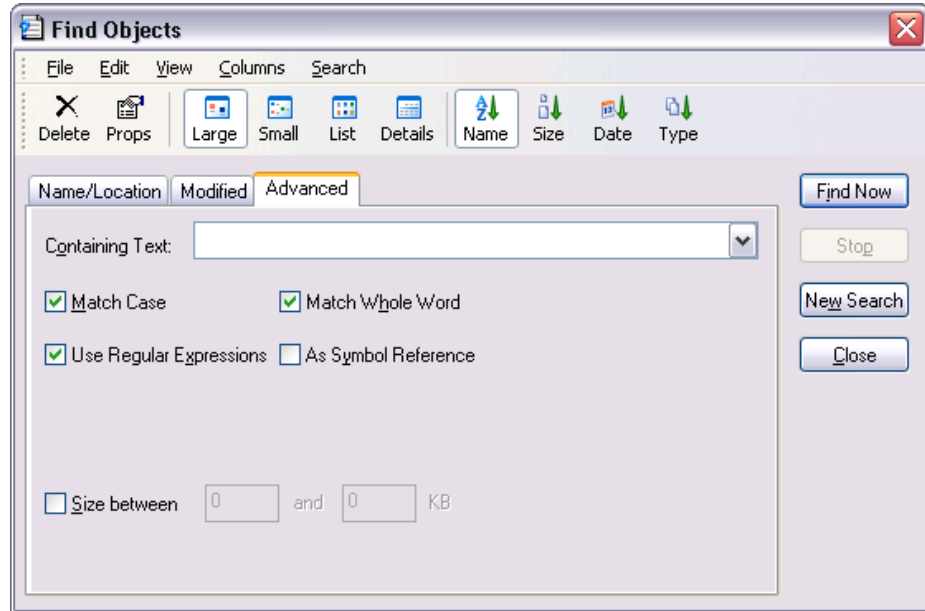 Find Objects
File Edit View Columns Search
Delete Props Large Small List Details Name Size Date Type
Name/Location Modified Advanced
Find Now
Containing Text:
Stop
Match Case Match Whole Word
New Search
Use Regular Expressions As Symbol Reference
Close
Size between 0 and 0 KB